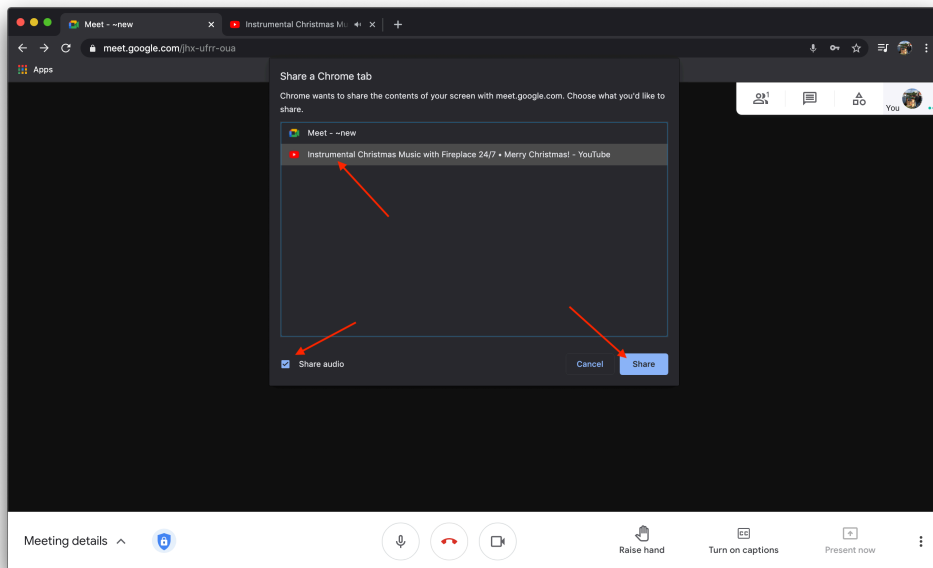 Meet - ~new
Instrumental Christmas Mu
meet.google.com/jhx-ufrr-oua
Apps
Share a Chrome tab
Chrome wants to share the contents of your screen with meet.google.com. Choose what you'd like to
share.
Meet - ~new
Instrumental Christmas Music with Fireplace 24/7 • Merry Christmas! - YouTube
Share audio
Cancel
Share
1
You
Meeting details
Raise hand
CC
Turn on captions
Present now